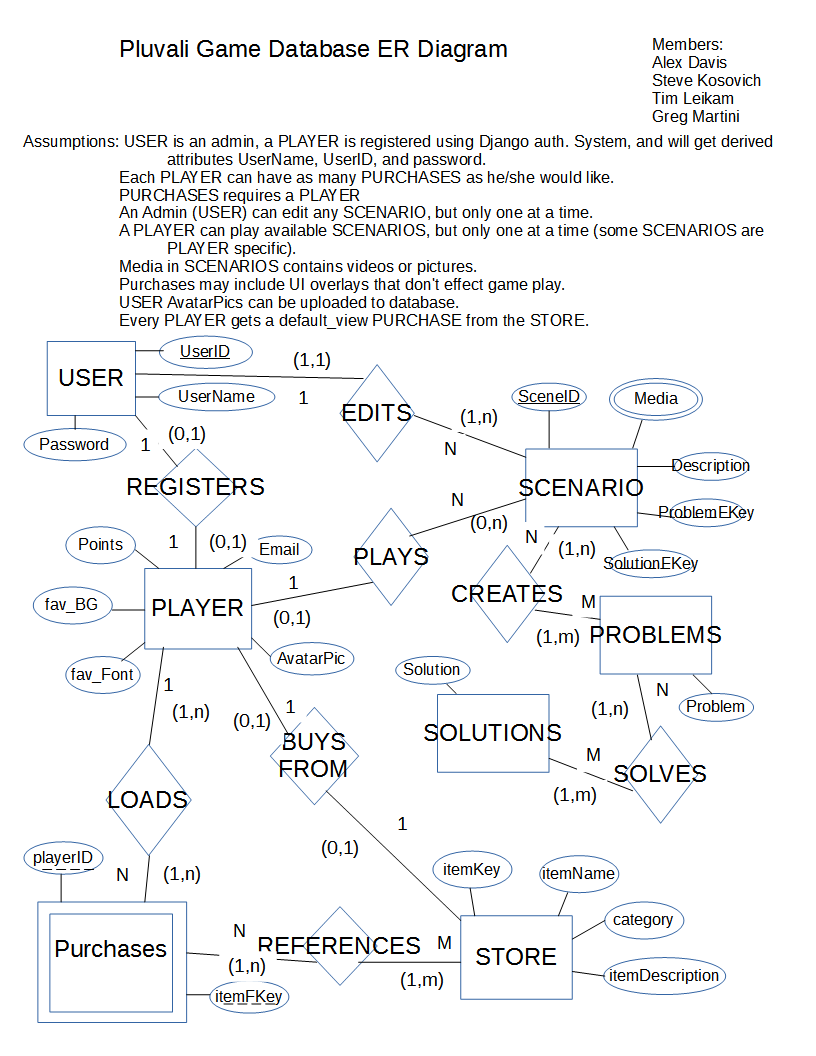 Pluvali Game Database ER Diagram
Members:
Alex Davis
Steve Kosovich
Tim Leikam
Greg Martini
Assumptions: USER is an admin, a PLAYER is registered using Django auth. System, and will get derived
attributes UserName, UserID, and password.
Each PLAYER can have as many PURCHASES as he/she would like.
PURCHASES requires a PLAYER
An Admin (USER) can edit any SCENARIO, but only one at a time.
A PLAYER can play available SCENARIOS, but only one at a time (some SCENARIOS are
PLAYER specific).
Media in SCENARIOS contains videos or pictures.
Purchases may include UI overlays that don't effect game play.
USER AvatarPics can be uploaded to database.
Every PLAYER gets a default_view PURCHASE from the STORE.
USER
UserID
UserName
Password
(1,1)
1
EDITS
(1,n)
N
SceneID
Media
Description
ProblemFKey
SolutionFKey
SCENARIO
1
(0,1)
REGISTERS
1
(0,1)
Points
Email
fav_BG
PLAYER
fav_Font
AvatarPic
1
(0,1)
PLAYS
N
(0,n)
N
(1,n)
CREATES
M
(1,m)
PROBLEMS
Problem
N
(1,n)
SOLVES
M
(1,m)
Solution
SOLUTIONS
1
(1,n)
LOADS
N
(1,n)
(0,1)
1
BUYS
FROM
1
(0,1)
playerID
Purchases
itemFKey
N
(1,n)
REFERENCES
M
(1,m)
itemKey
itemName
category
itemDescription
STORE